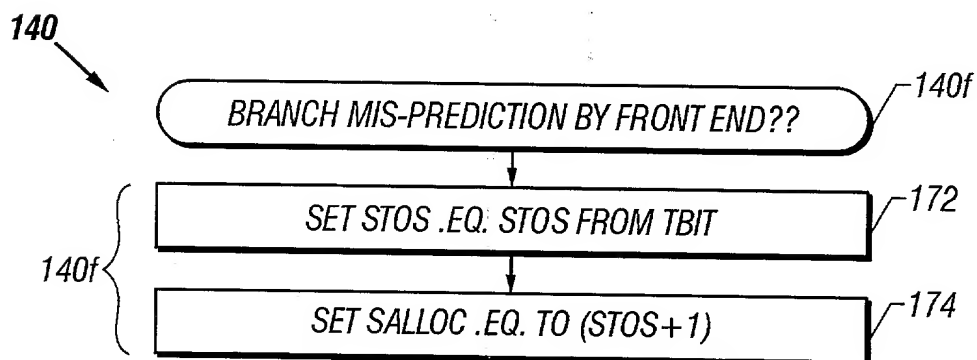 140
BRANCH MIS-PREDICTION BY FRONT END??
140f
SET STOS .EQ. STOS FROM TBIT
172
140f
SET SALLOC .EQ. TO (STOS+1)
174